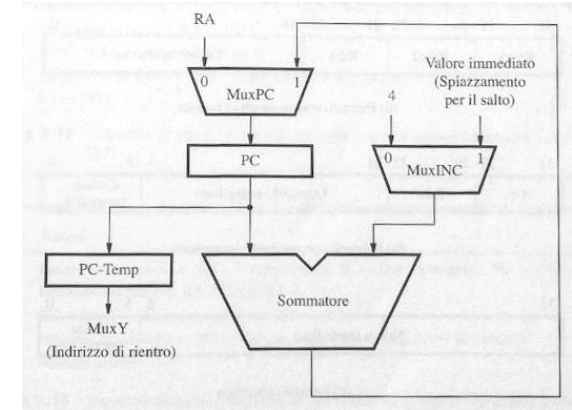 RA
0
1
MuxPC
Valore immediato
(Spiazzamento
per il salto)
4
0
1
MuxINC
PC
PC-Temp
Sommatore
MuxY
(Indirizzo di rientro)